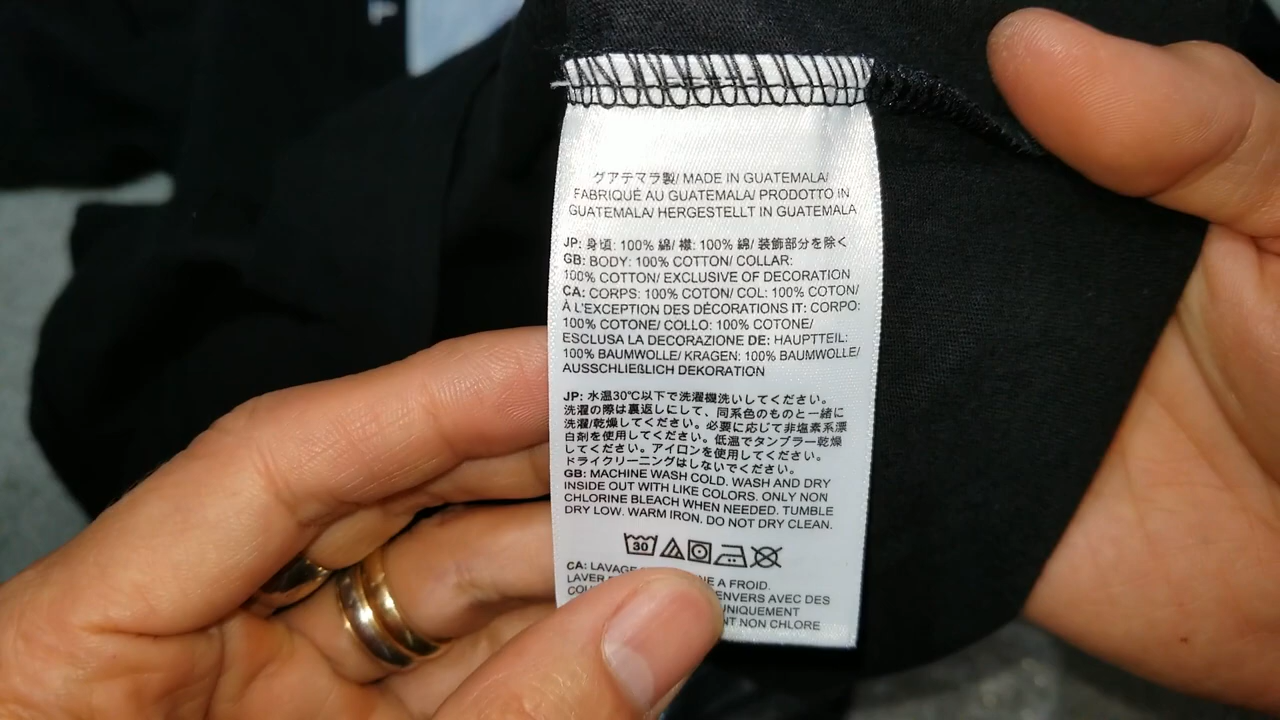 グアテマラ製/ MADE IN GUATEMALA/
FABRIQUÉ AU GUATEMALA/ PRODOTTO IN
GUATEMALA/ HERGESTELLT IN GUATEMALA
JP: 身頃: 100% 綿/ 襟: 100% 綿/ 装飾部分を除く
GB: BODY: 100% COTTON/ COLLAR:
100% COTTON/ EXCLUSIVE OF DECORATION
CA: CORPS: 100% COTON/ COL: 100% COTON/
À L'EXCEPTION DES DÉCORATIONS IT: CORPO:
100% COTONE/ COLLO: 100% COTONE/
ESCLUSA LA DECORAZIONE DE: HAUPTTEIL:
100% BAUMWOLLE/ KRAGEN: 100% BAUMWOLLE/
AUSSCHLIEßLICH DEKORATION
JP: 水温30℃以下で洗濯機洗いしてください。
洗濯の際は裏返しにして、同系色のものと一緒に
洗濯/乾燥してください。必要に応じて非塩素系漂
白剤を使用してください。低温でタンブラー乾燥
してください。アイロンを使用してください。
ドライクリーニングはしないでください。
GB: MACHINE WASH COLD. WASH AND DRY
INSIDE OUT WITH LIKE COLORS. ONLY NON
CHLORINE BLEACH WHEN NEEDED. TUMBLE
DRY LOW. WARM IRON. DO NOT DRY CLEAN.
30
CA: LAVAGE A FROID.
LAVER ENVERS AVEC DES
UNIQUEMENT
NON CHLORE